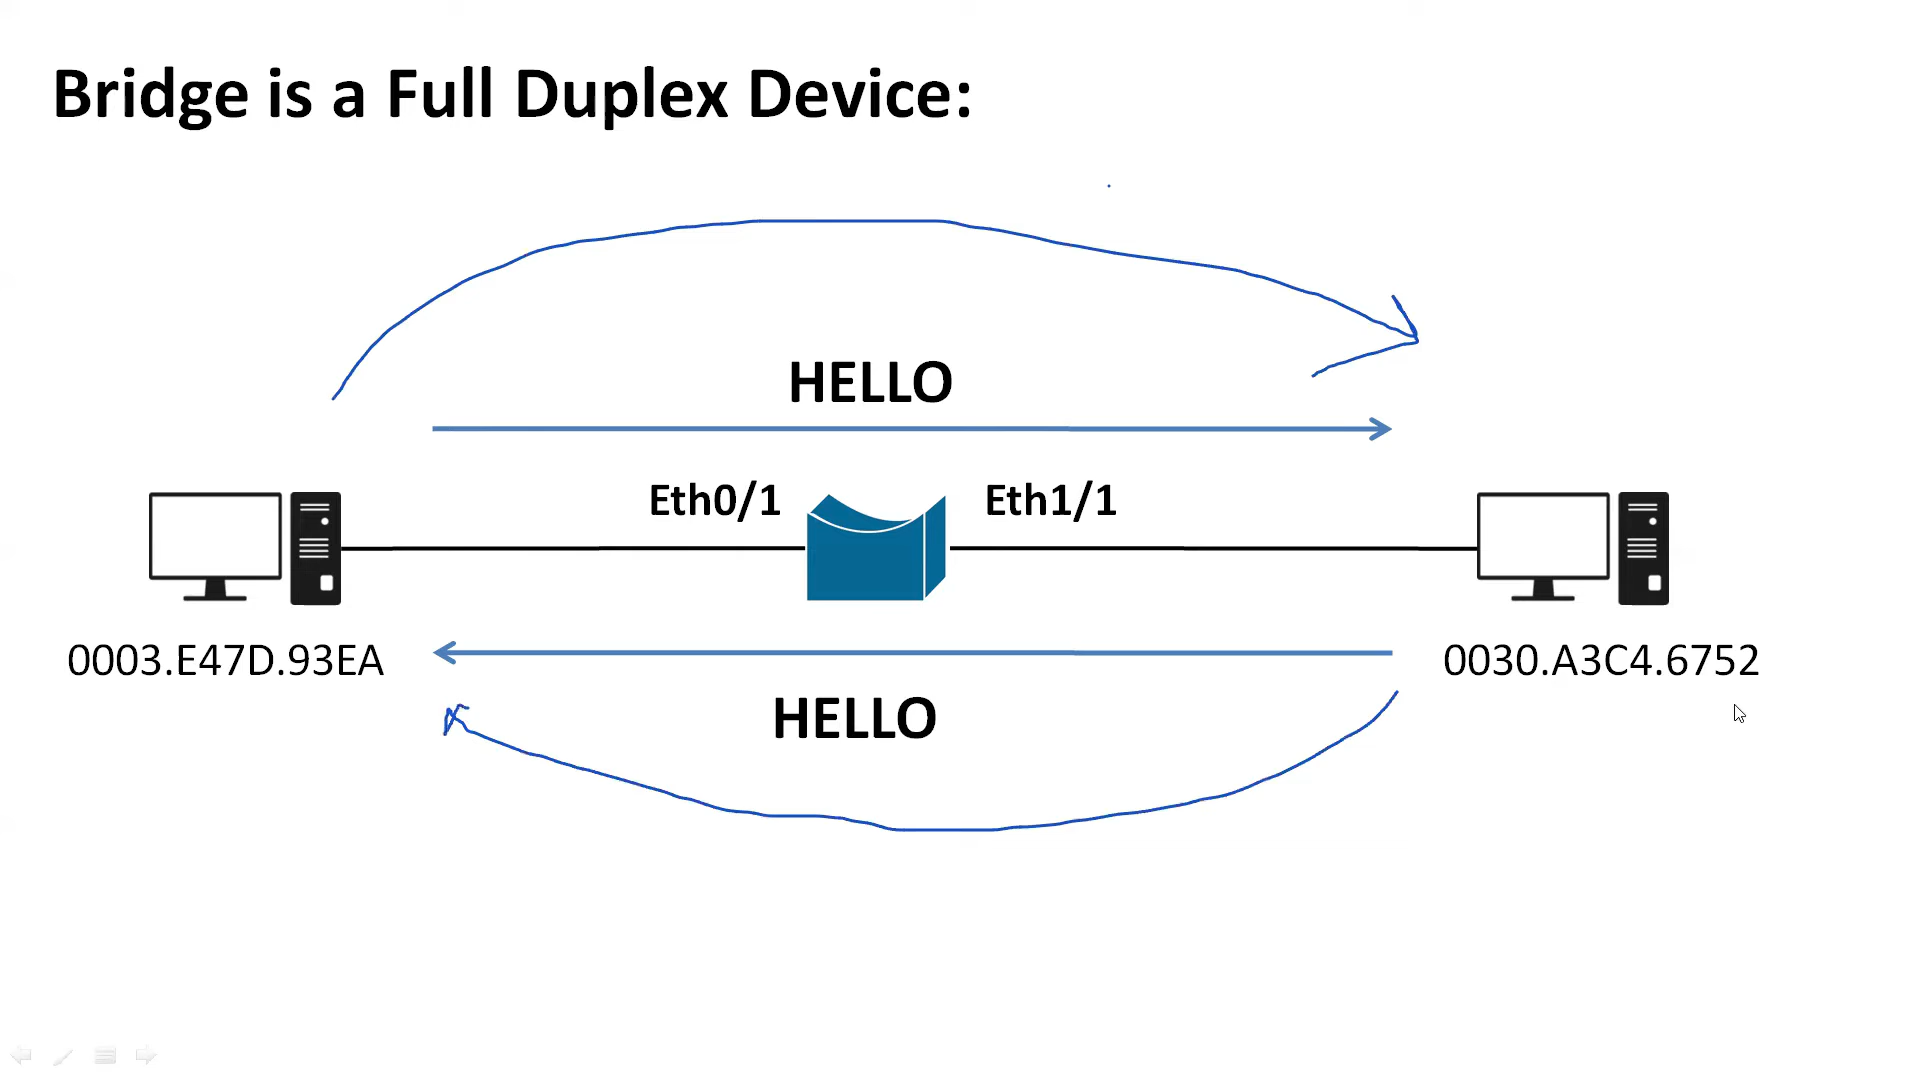 Bridge is a Full Duplex Device:
HELLO
Eth0/1
Eth1/1
0003.E47D.93EA
0030.A3C4.6752
HELLO